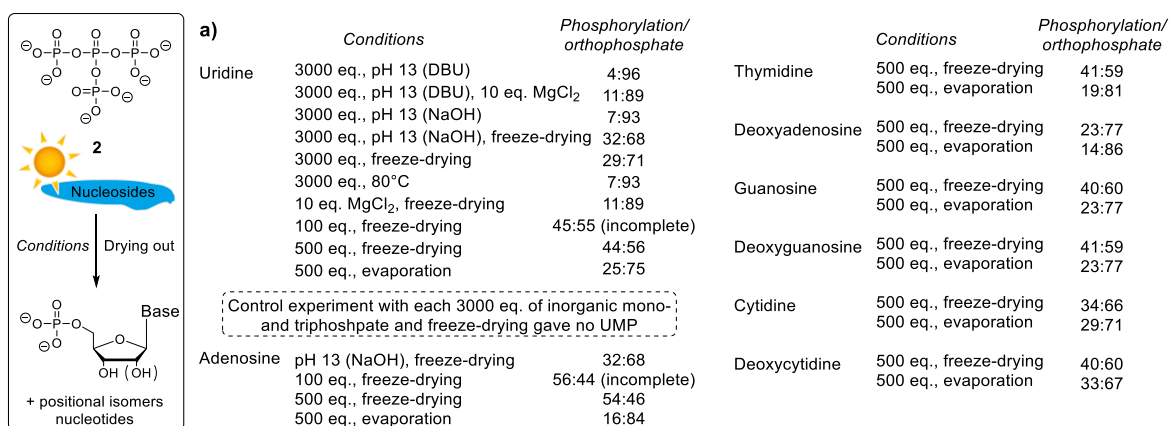 2
Nucleosides
Conditions Drying out
Base
OH (OH)
+ positional isomers
nucleotides
a)
Conditions Phosphorylation/
orthophosphate
Uridine
3000 eq., pH 13 (DBU) 4:96
3000 eq., pH 13 (DBU), 10 eq. MgCl₂ 11:89
3000 eq., pH 13 (NaOH) 7:93
3000 eq., pH 13 (NaOH), freeze-drying 32:68
3000 eq., freeze-drying 29:71
3000 eq., 80°C 7:93
10 eq. MgCl₂, freeze-drying 11:89
100 eq., freeze-drying 45:55 (incomplete)
500 eq., freeze-drying 44:56
500 eq., evaporation 25:75
Control experiment with each 3000 eq. of inorganic mono-
and triphoshpate and freeze-drying gave no UMP
Adenosine pH 13 (NaOH), freeze-drying 32:68
100 eq., freeze-drying 56:44 (incomplete)
500 eq., freeze-drying 54:46
500 eq., evaporation 16:84
Conditions Phosphorylation/
orthophosphate
Thymidine 500 eq., freeze-drying 41:59
500 eq., evaporation 19:81
Deoxyadenosine 500 eq., freeze-drying 23:77
500 eq., evaporation 14:86
Guanosine 500 eq., freeze-drying 40:60
500 eq., evaporation 23:77
Deoxyguanosine 500 eq., freeze-drying 41:59
500 eq., evaporation 23:77
Cytidine 500 eq., freeze-drying 34:66
500 eq., evaporation 29:71
Deoxycytidine 500 eq., freeze-drying 40:60
500 eq., evaporation 33:67